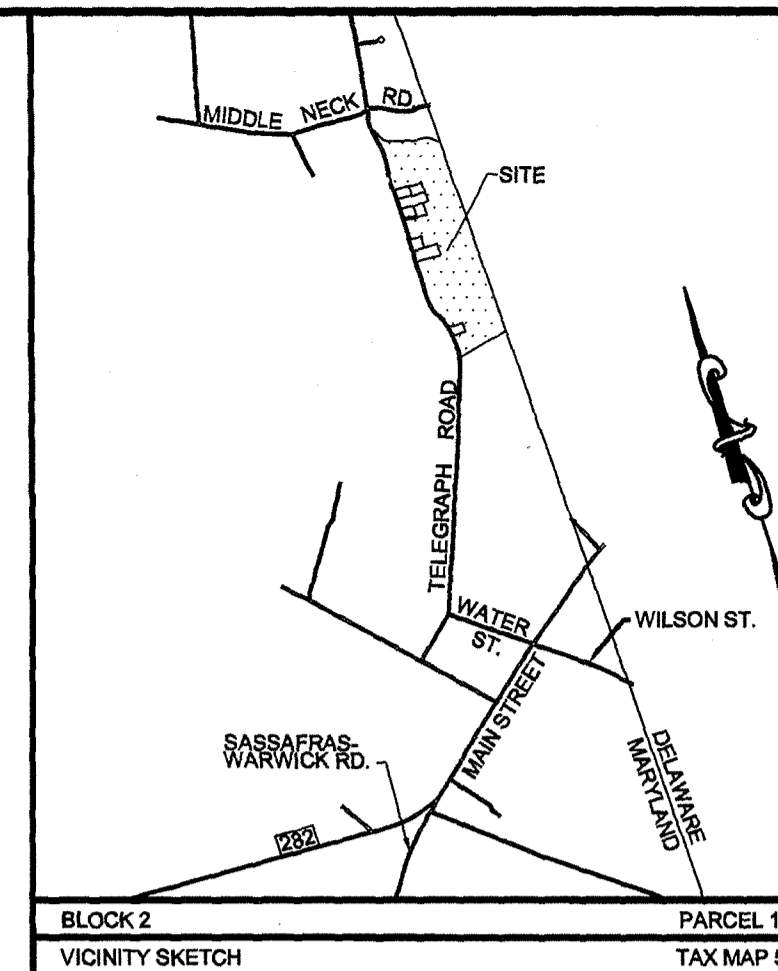 MIDDLE NECK RD
SITE
TELEGRAPH ROAD
WATER
ST.
WILSON ST.
MAIN STREET
SASSAFRAS-
WARWICK RD.
DELAWARE
MARYLAND
282
BLOCK 2
PARCEL 1
VICINITY SKETCH
TAX MAP